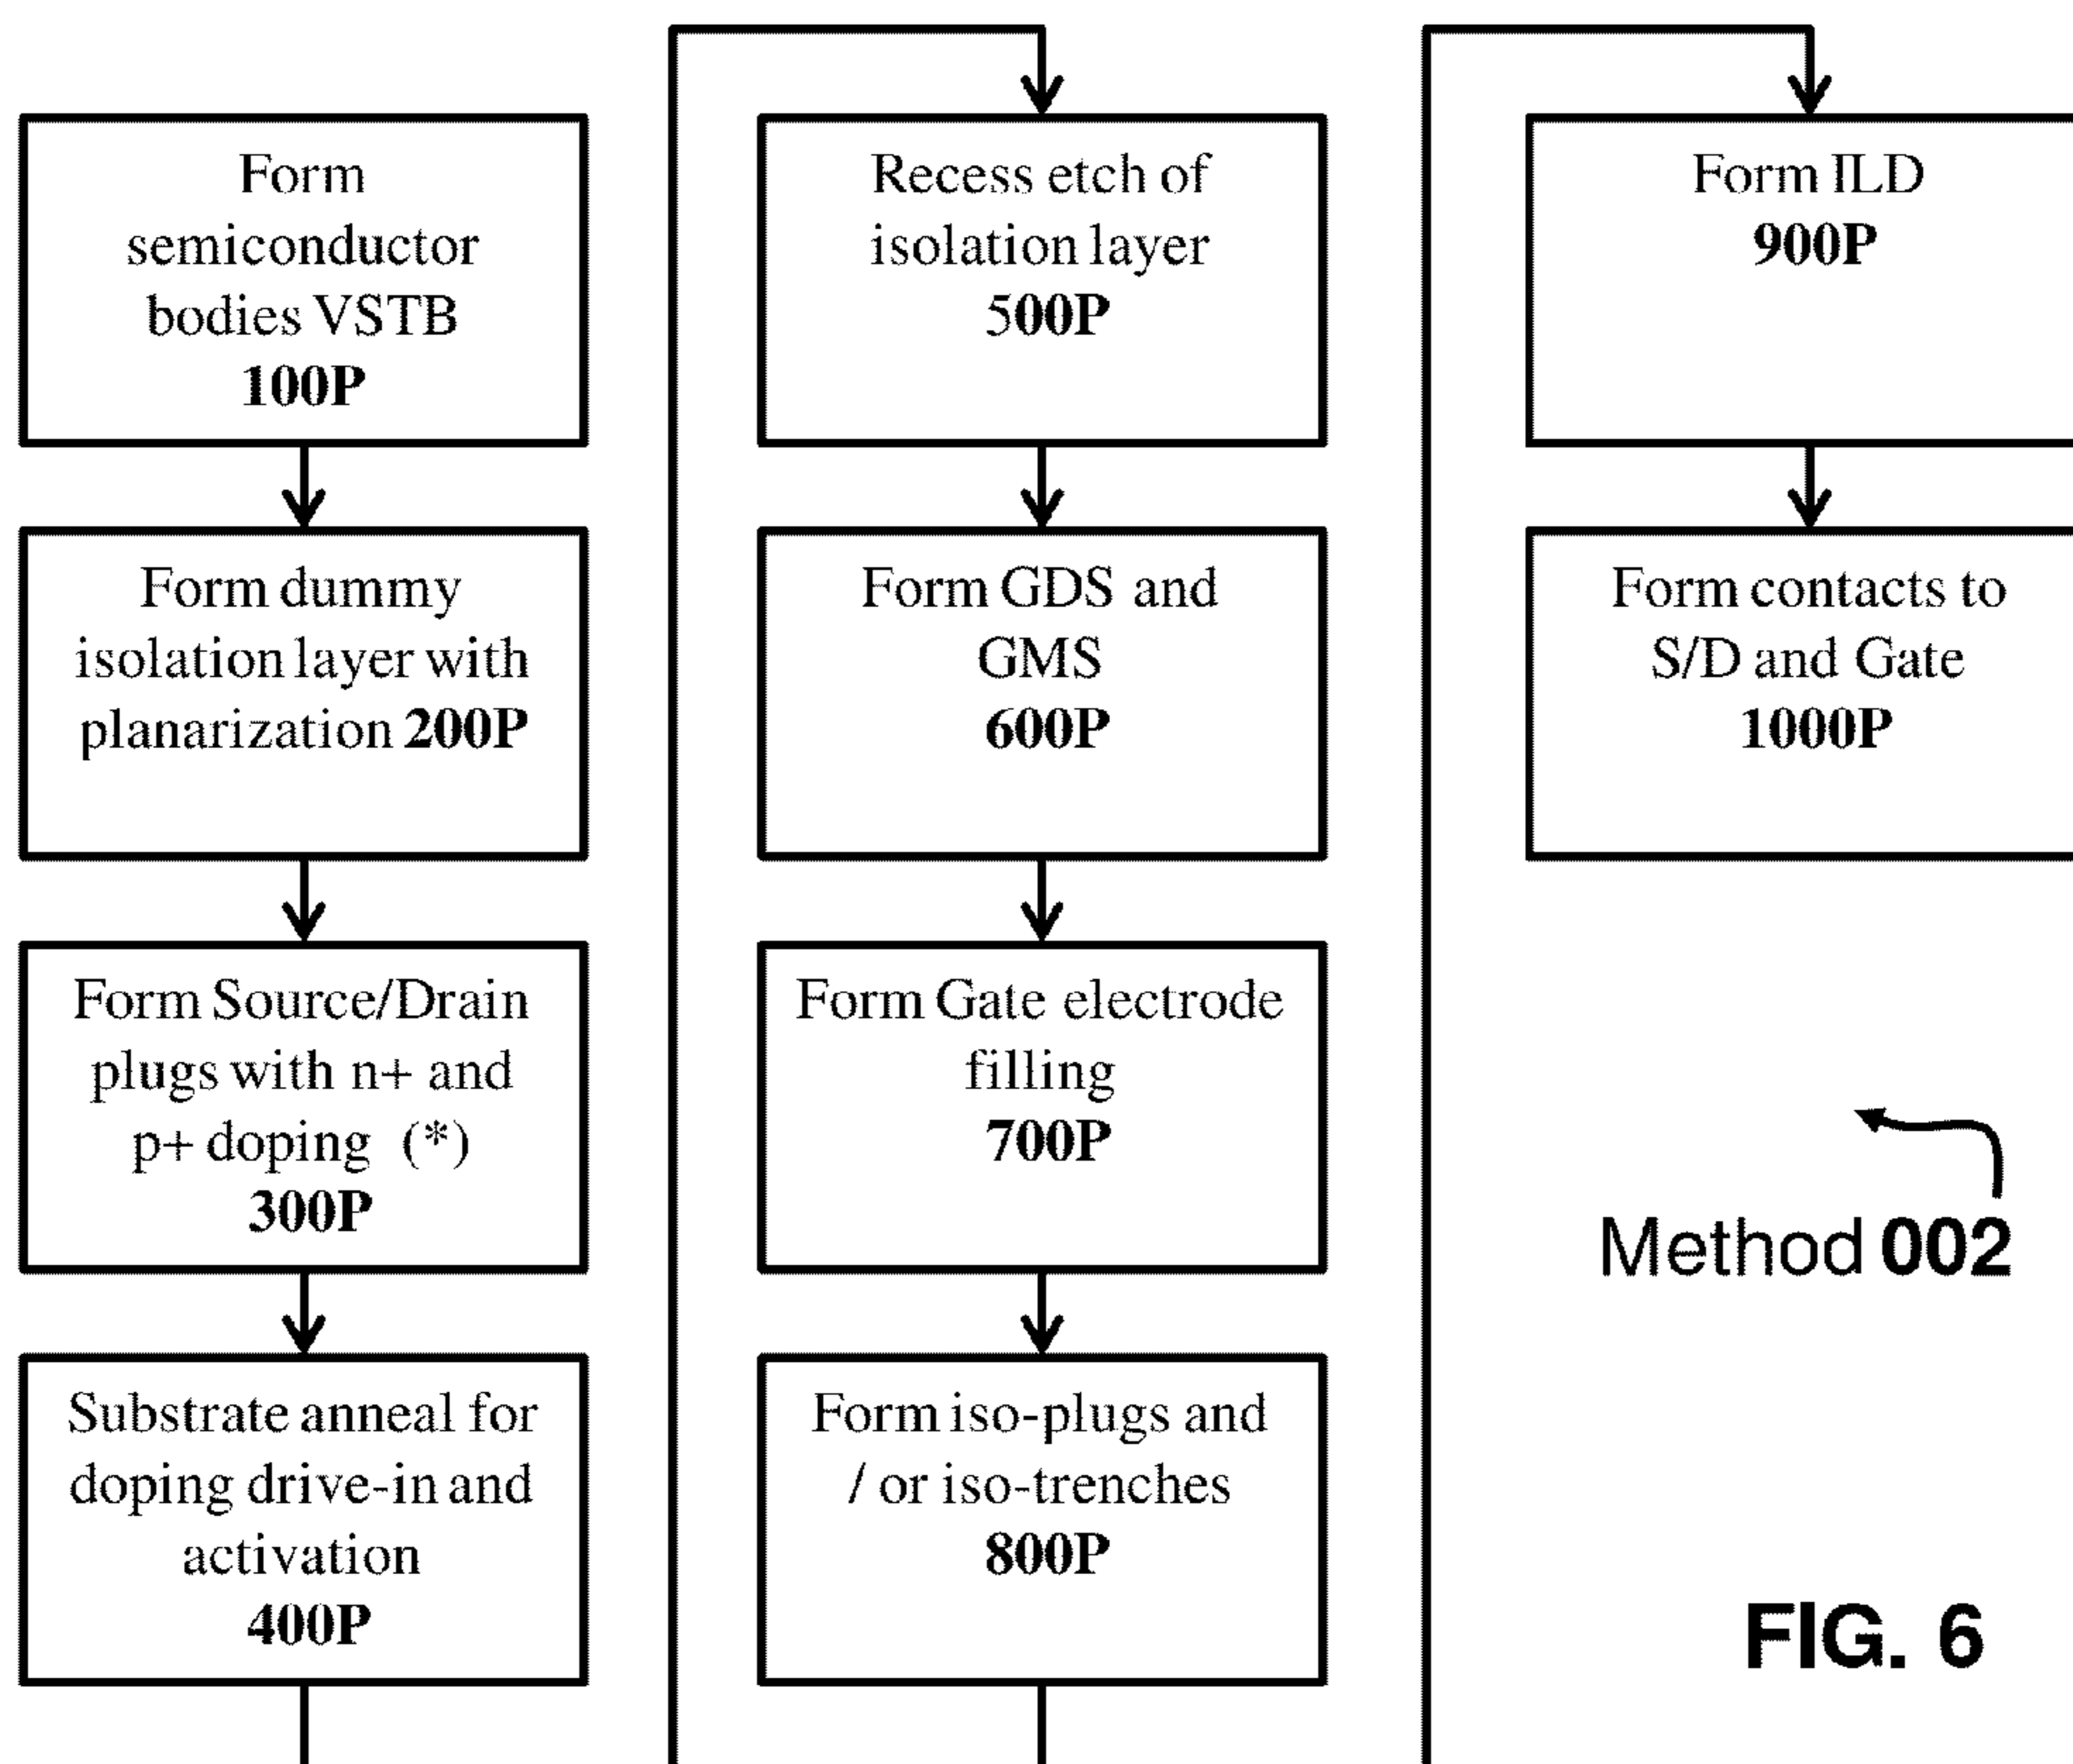 Form
semiconductor
bodies VSTB
100P
Form dummy
isolation layer with
planarization 200P
Form Source/Drain
plugs with n+ and
p+ doping (*)
300P
Substrate anneal for
doping drive-in and
activation
400P
Recess etch of
isolation layer
500P
Form GDS and
GMS
600P
Form Gate electrode
filling
700P
Form iso-plugs and
/ or iso-trenches
800P
Form ILD
900P
Form contacts to
S/D and Gate
1000P
Method 002
FIG. 6